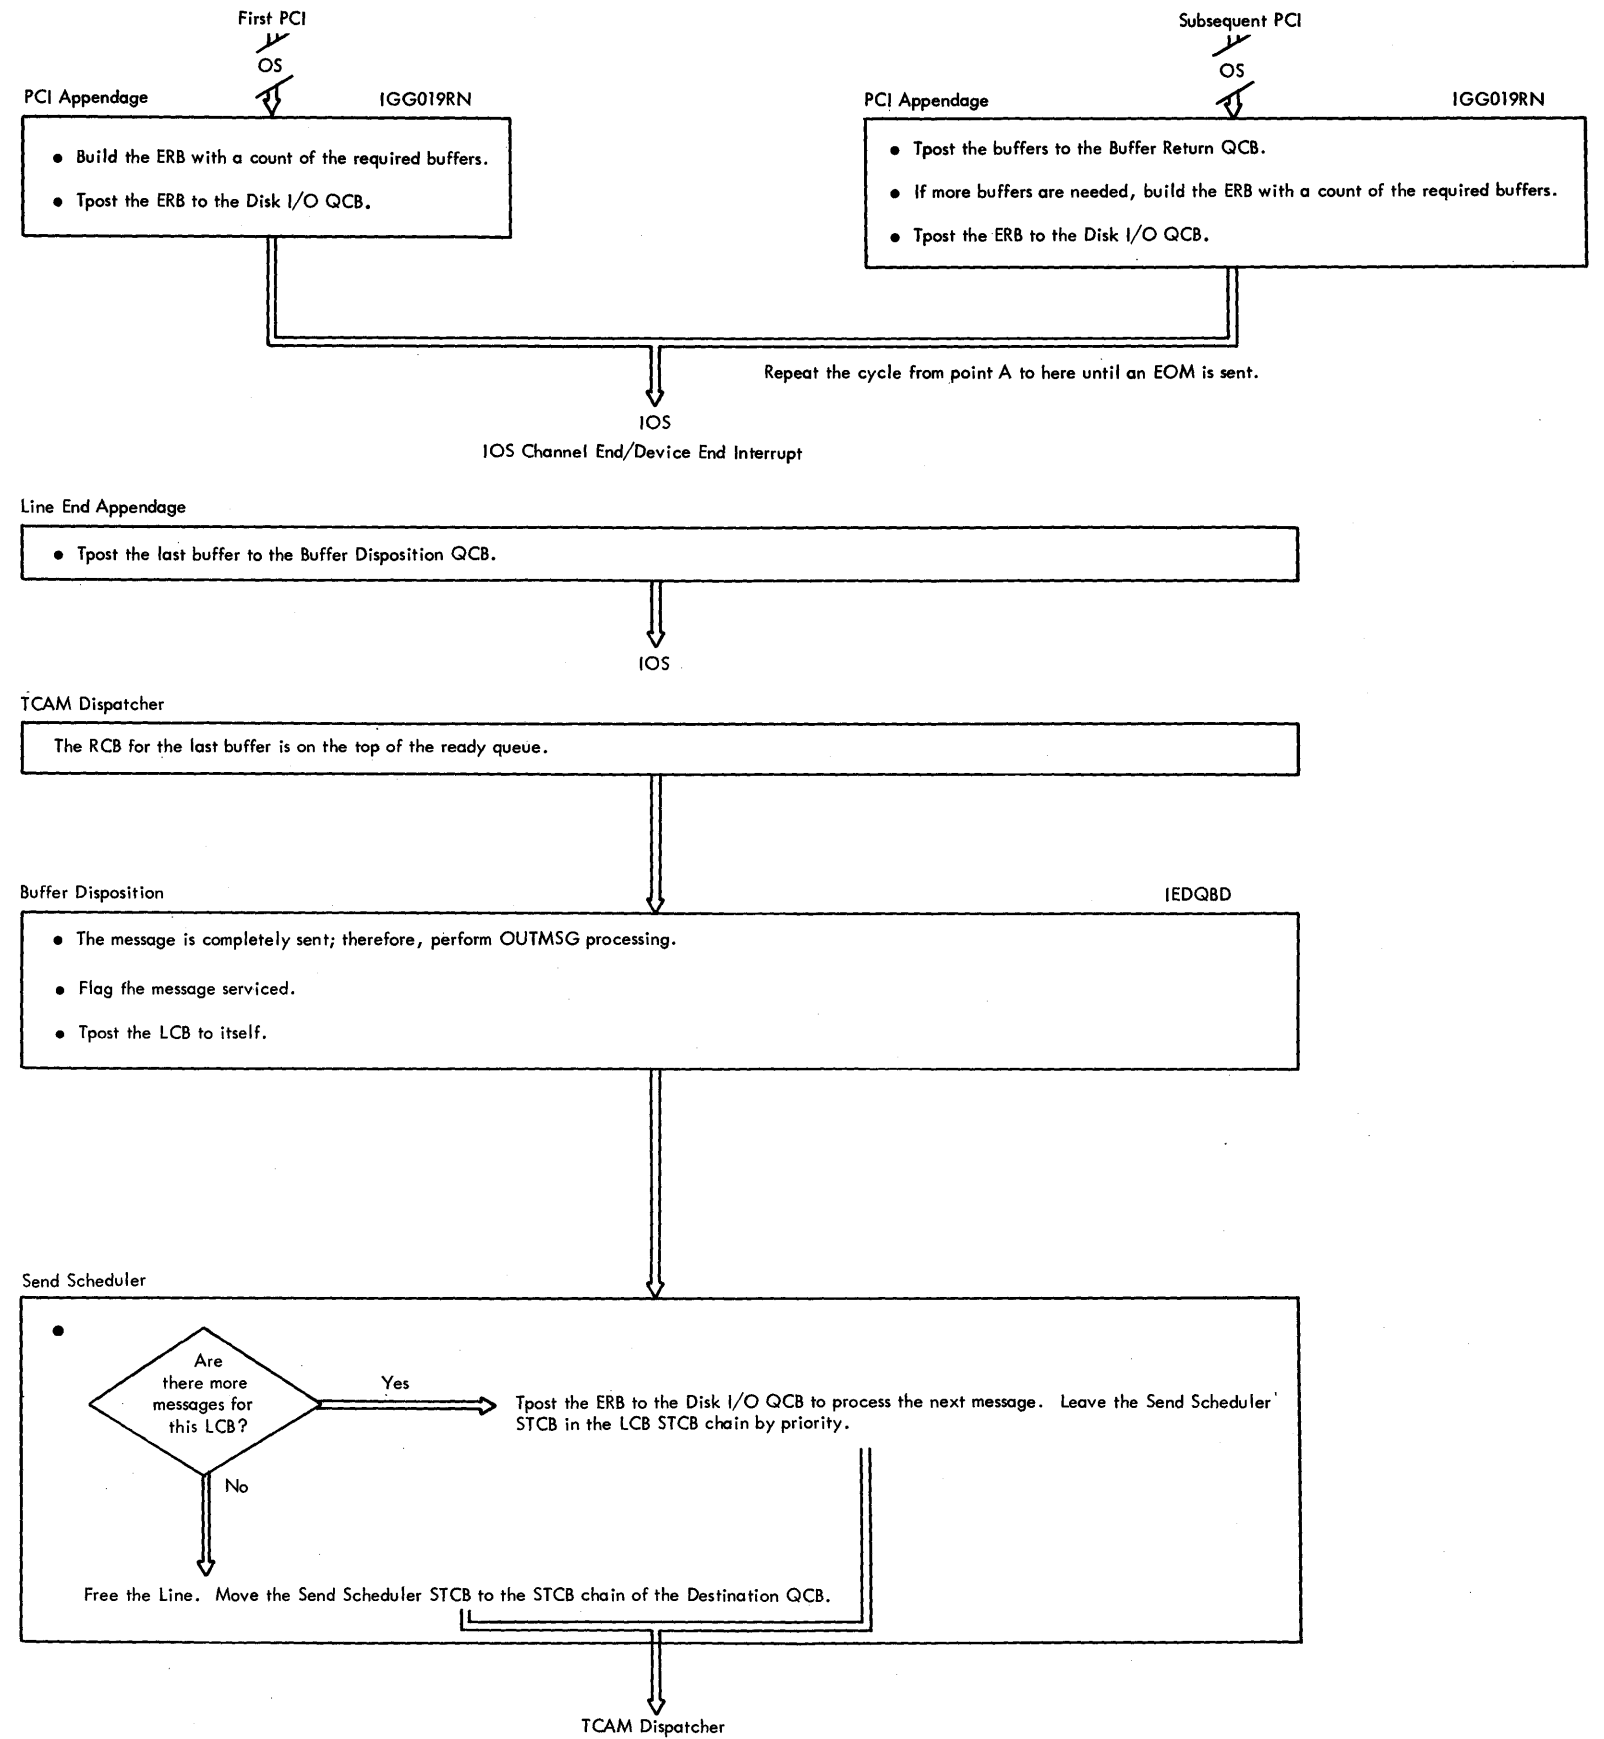 First PCI
OS
PCI Appendage IGG019RN
• Build the ERB with a count of the required buffers.
• Tpost the ERB to the Disk I/O QCB.
Subsequent PCI
OS
PCI Appendage IGG019RN
• Tpost the buffers to the Buffer Return QCB.
• If more buffers are needed, build the ERB with a count of the required buffers.
• Tpost the ERB to the Disk I/O QCB.
Repeat the cycle from point A to here until an EOM is sent.
IOS
IOS Channel End/Device End Interrupt
Line End Appendage
• Tpost the last buffer to the Buffer Disposition QCB.
IOS
TCAM Dispatcher
The RCB for the last buffer is on the top of the ready queue.
Buffer Disposition IEDQBD
• The message is completely sent; therefore, perform OUTMSG processing.
• Flag fhe message serviced.
• Tpost the LCB to itself.
Send Scheduler
•
Are
there more
messages for
this LCB?
Yes
Tpost the ERB to the Disk I/O QCB to process the next message. Leave the Send Scheduler'
STCB in the LCB STCB chain by priority.
No
Free the Line. Move the Send Scheduler STCB to the STCB chain of the Destination QCB.
TCAM Dispatcher